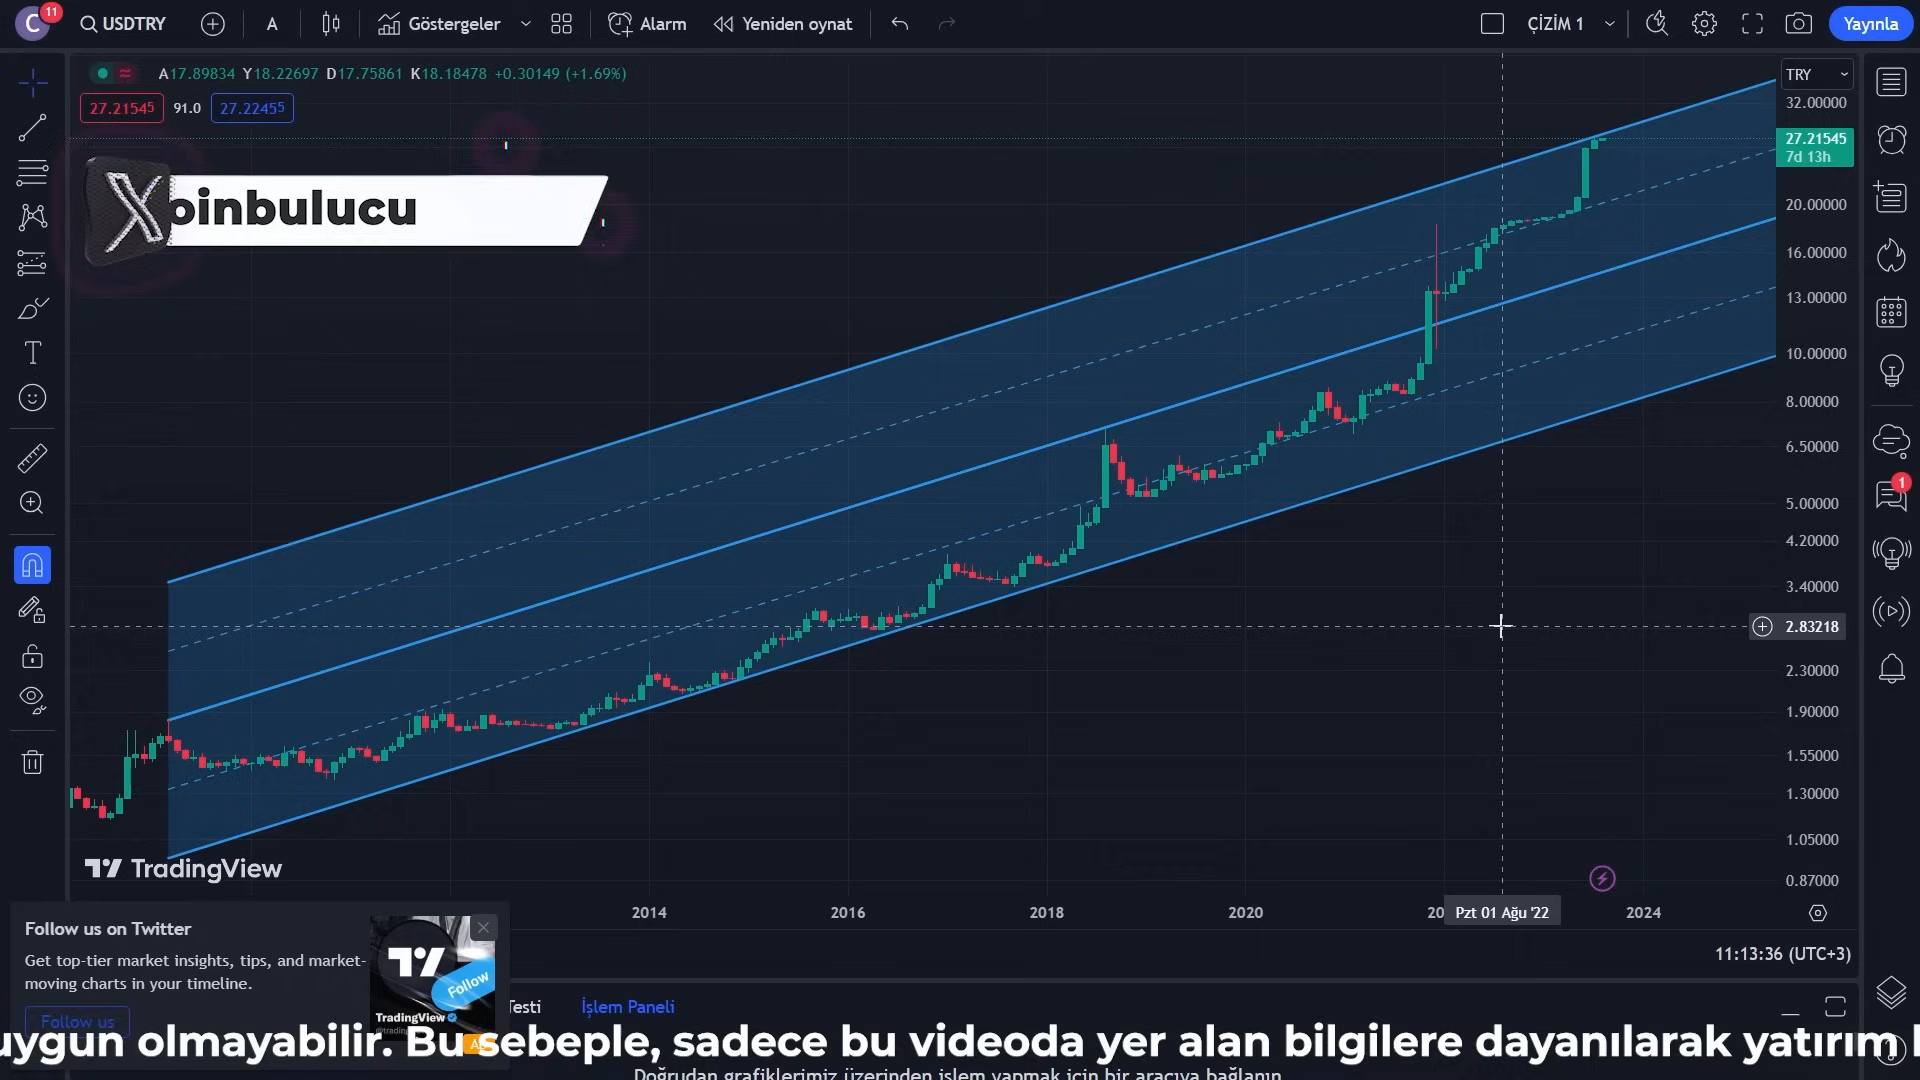 C 11 USDTRY A Göstergeler Alarm Yeniden oynat ÇİZİM 1 Yayınla
A17.89834 Y18.22697 D17.75861 K18.18478 +0.30149 (+1.69%)
TRY
27.21545 91.0 27.22455
32.00000
27.21545
7d 13h
oinbulucu
20.00000
16.00000
13.00000
10.00000
8.00000
6.50000
5.00000
4.20000
3.40000
2.83218
2.30000
1.90000
1.55000
1.30000
1.05000
0.87000
1
TradingView
2014 2016 2018 2020 20 Pzt 01 Ağu '22 2024
11:13:36 (UTC+3)
Follow us on Twitter
Get top-tier market insights, tips, and market-
moving charts in your timeline.
Follow us
Follow
TradingView
Testi İşlem Paneli
uygun olmayabilir. Bu sebeple, sadece bu videoda yer alan bilgilere dayanılarak yatırım
Doğrudan grafiklerimiz üzerinden işlem yapmak için bir aracıya bağlanın